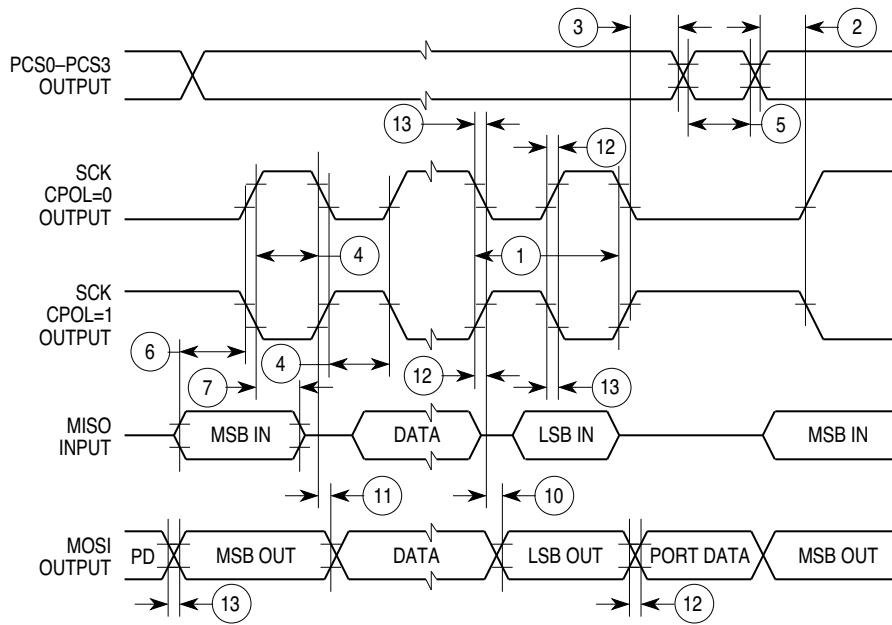 3
2
PCS0–PCS3
OUTPUT
5
13
12
SCK
CPOL=0
OUTPUT
4
1
SCK
CPOL=1
OUTPUT
6
4
7
12
13
MISO
INPUT
MSB IN
DATA
LSB IN
MSB IN
11
10
MOSI
OUTPUT
PD
MSB OUT
DATA
LSB OUT
PORT DATA
MSB OUT
13
12